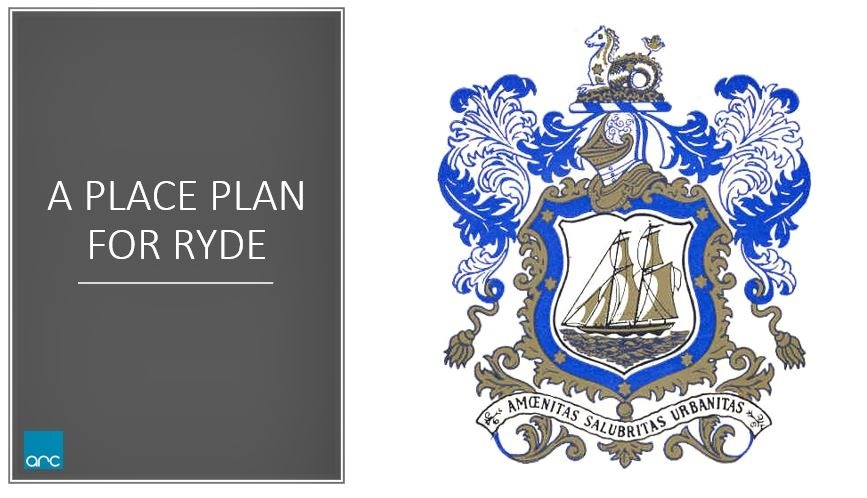 A PLACE PLAN
FOR RYDE
arc
AMŒNITAS SALUBRITAS URBANITAS